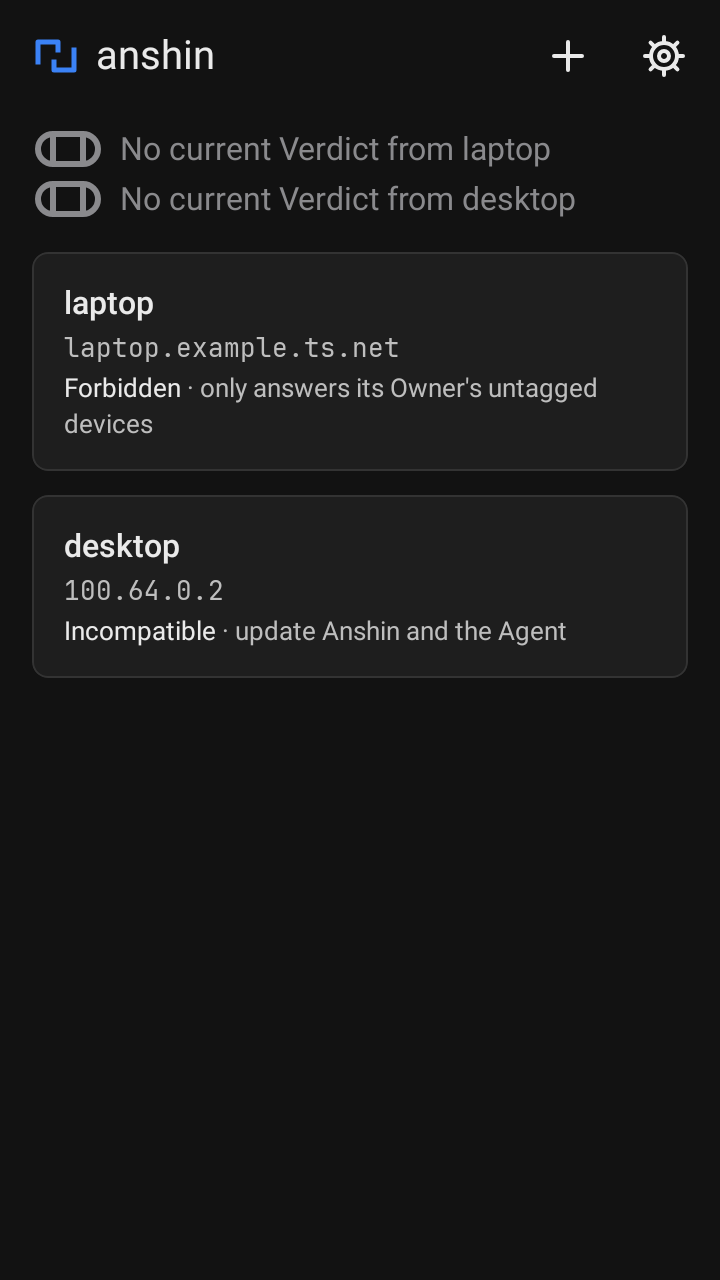 anshin
No current Verdict from laptop
No current Verdict from desktop
laptop
laptop.example.ts.net
Forbidden · only answers its Owner's untagged
devices
desktop
100.64.0.2
Incompatible · update Anshin and the Agent